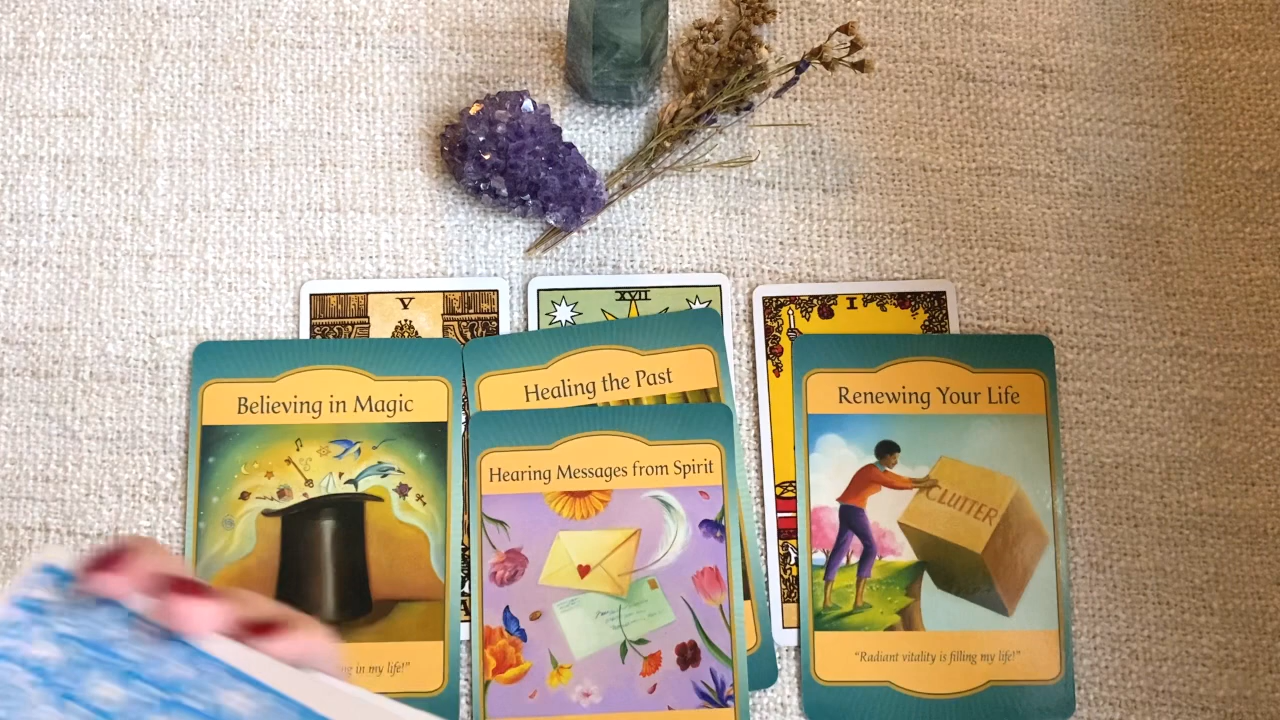 V
XVII
I
Believing in Magic
Healing the Past
Renewing Your Life
Hearing Messages from Spirit
CLUTTER
in my life!"
"Radiant vitality is filling my life!"